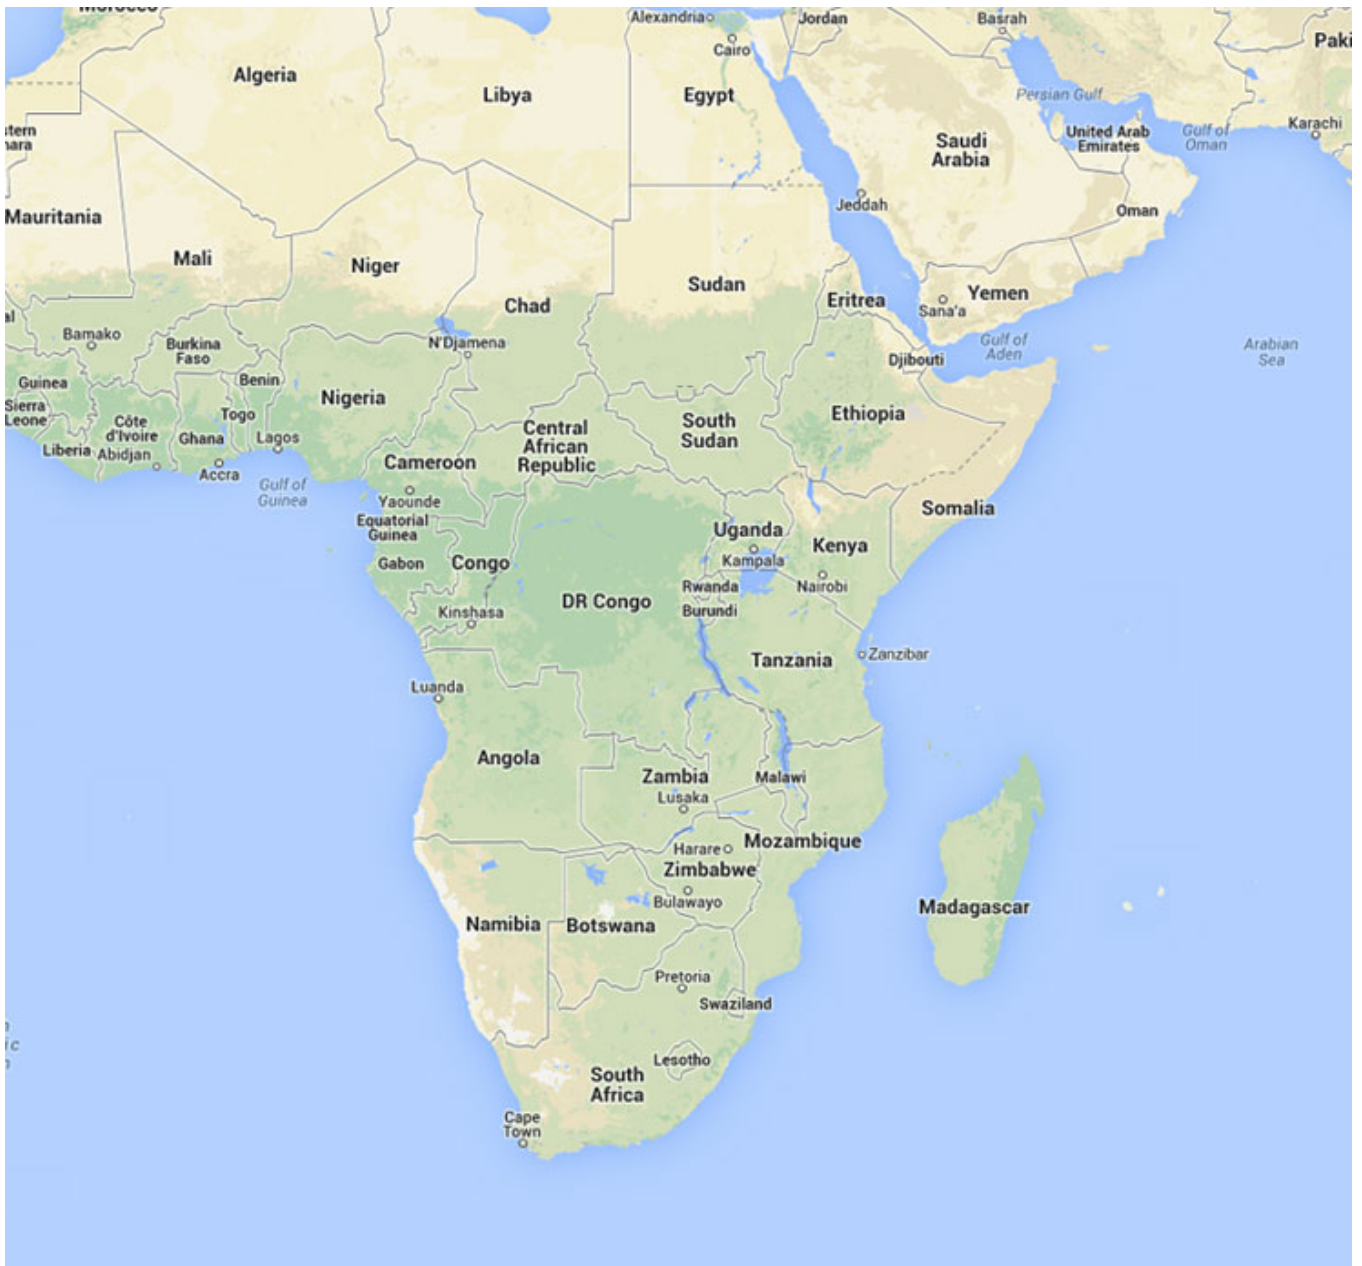 Morocco
Alexandria
Jordan
Basrah
Cairo
Paki
Algeria
Libya
Egypt
Persian Gulf
Karachi
stern
hara
Saudi
Arabia
United Arab
Emirates
Gulf of
Oman
Mauritania
Jeddah
Oman
Mali
Niger
Sudan
Chad
Eritrea
Yemen
Sana'a
al
Bamako
Burkina
Faso
N'Djamena
Gulf of
Aden
Arabian
Sea
Djibouti
Guinea
Benin
Nigeria
Sierra
Leone
Togo
Côte
d'Ivoire
Ghana
Lagos
Central
African
Republic
South
Sudan
Ethiopia
Liberia
Abidjan
Accra
Cameroon
Gulf of
Guinea
Yaounde
Somalia
Equatorial
Guinea
Uganda
Kenya
Gabon
Congo
Kampala
Rwanda
Nairobi
DR Congo
Kinshasa
Burundi
Tanzania
Zanzibar
Luanda
Angola
Zambia
Malawi
Lusaka
Harare
Mozambique
Zimbabwe
Bulawayo
Madagascar
Namibia
Botswana
Pretoria
Swaziland
Lesotho
South
Africa
Cape
Town
ic